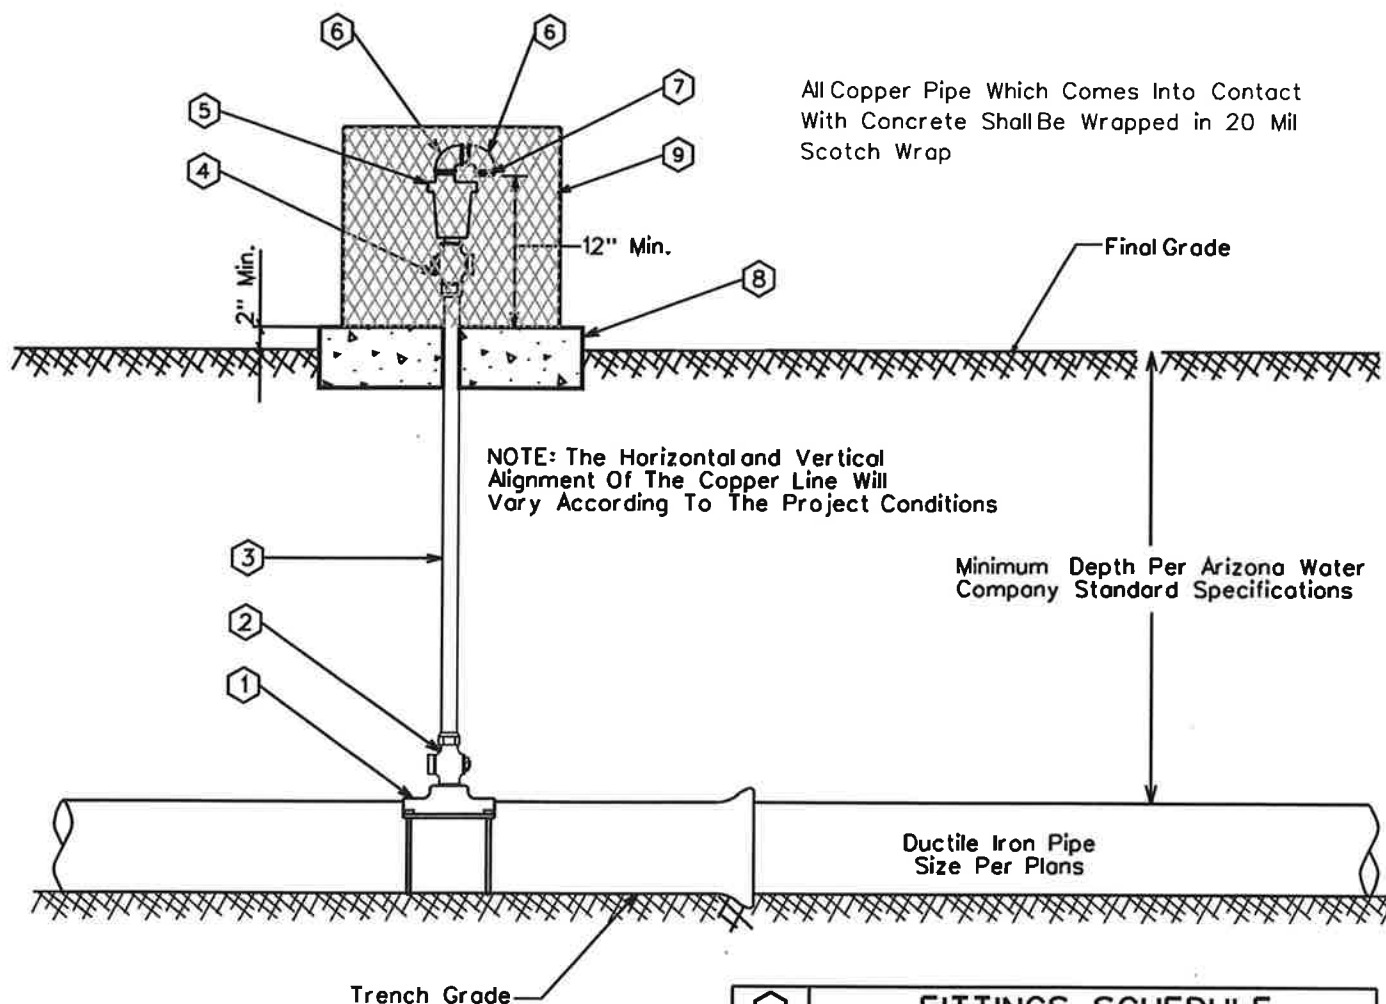 6
6
5
7
4
9
All Copper Pipe Which Comes Into Contact
With Concrete Shall Be Wrapped in 20 Mil
Scotch Wrap
12" Min.
Final Grade
2" Min.
8
NOTE: The Horizontal and Vertical
Alignment Of The Copper Line Will
Vary According To The Project Conditions
3
Minimum Depth Per Arizona Water
Company Standard Specifications
2
1
Ductile Iron Pipe
Size Per Plans
Trench Grade
FITTINGS SCHEDULE